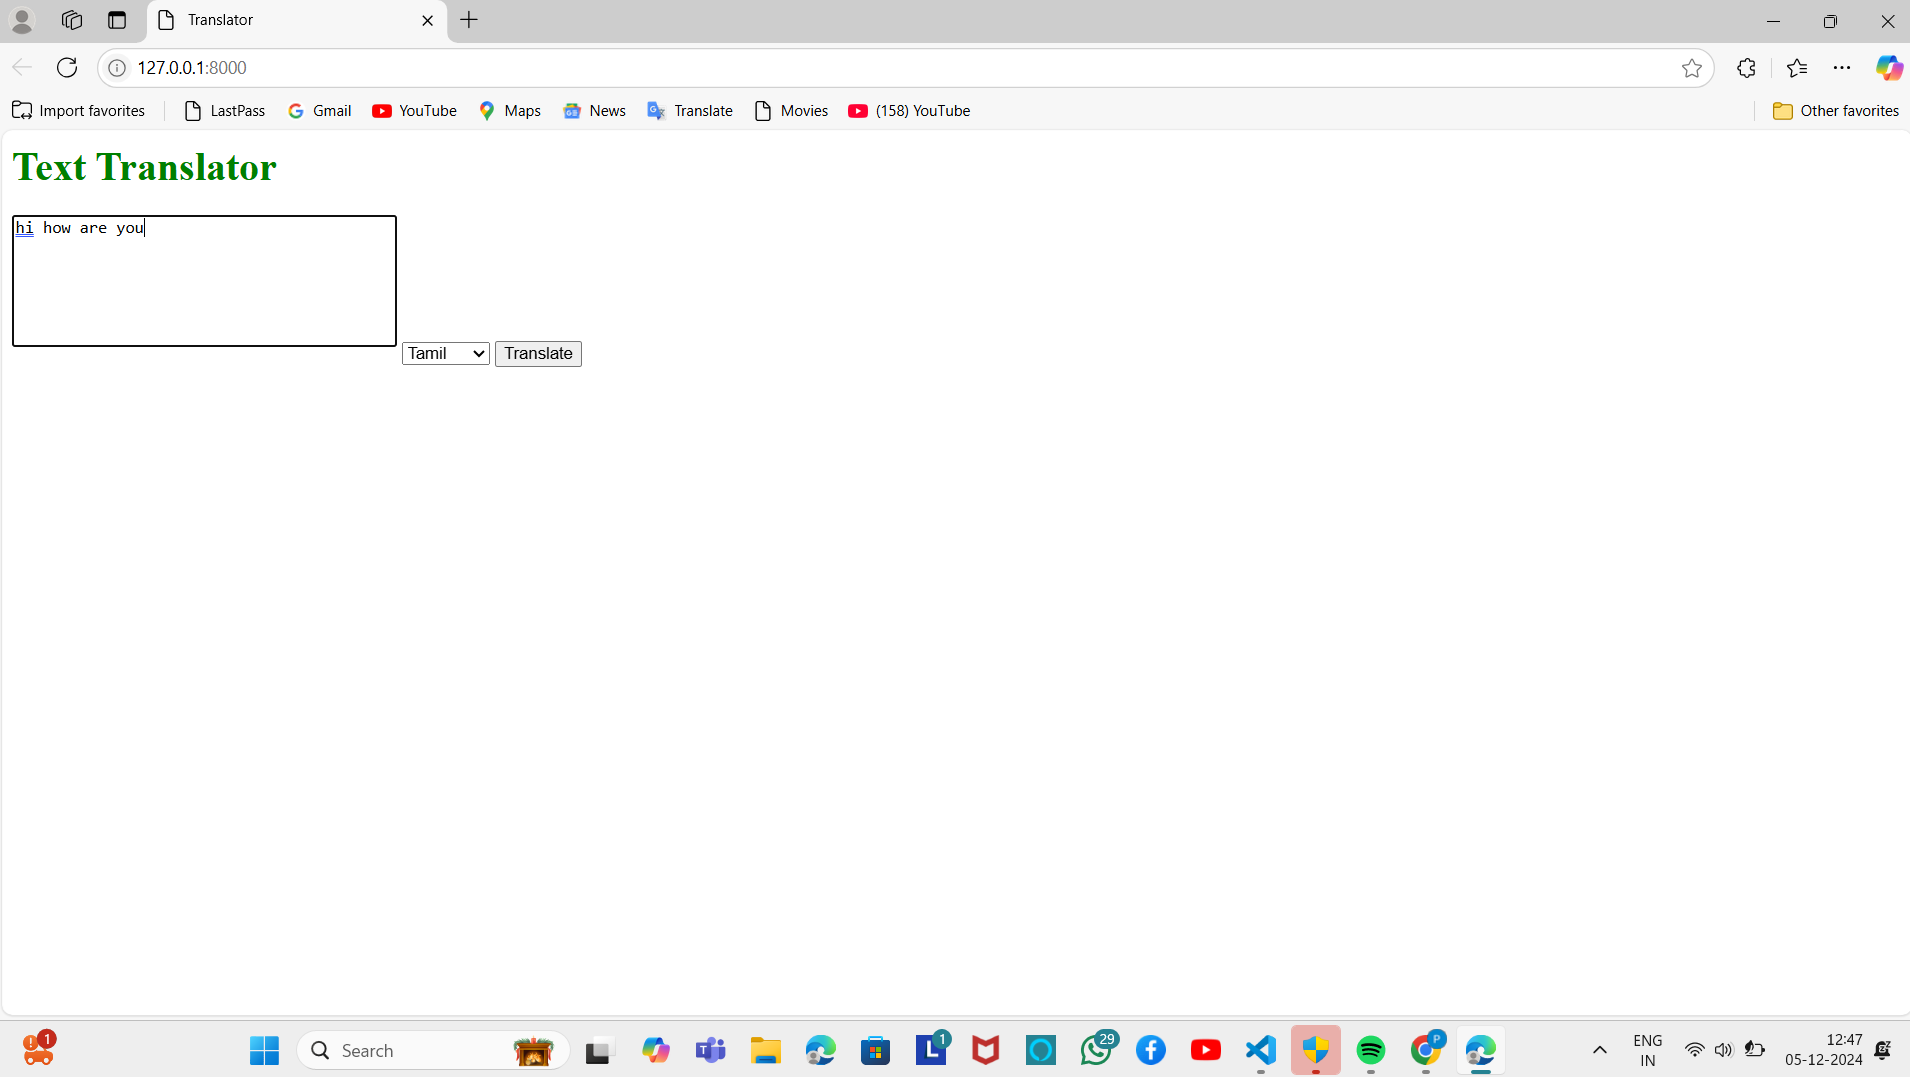 Translator
127.0.0.1:8000
Import favorites LastPass Gmail YouTube Maps News Translate Movies (158) YouTube Other favorites
Text Translator
hi how are you
Tamil Translate
1 Search 1 29 P ENG 12:47
IN 05-12-2024